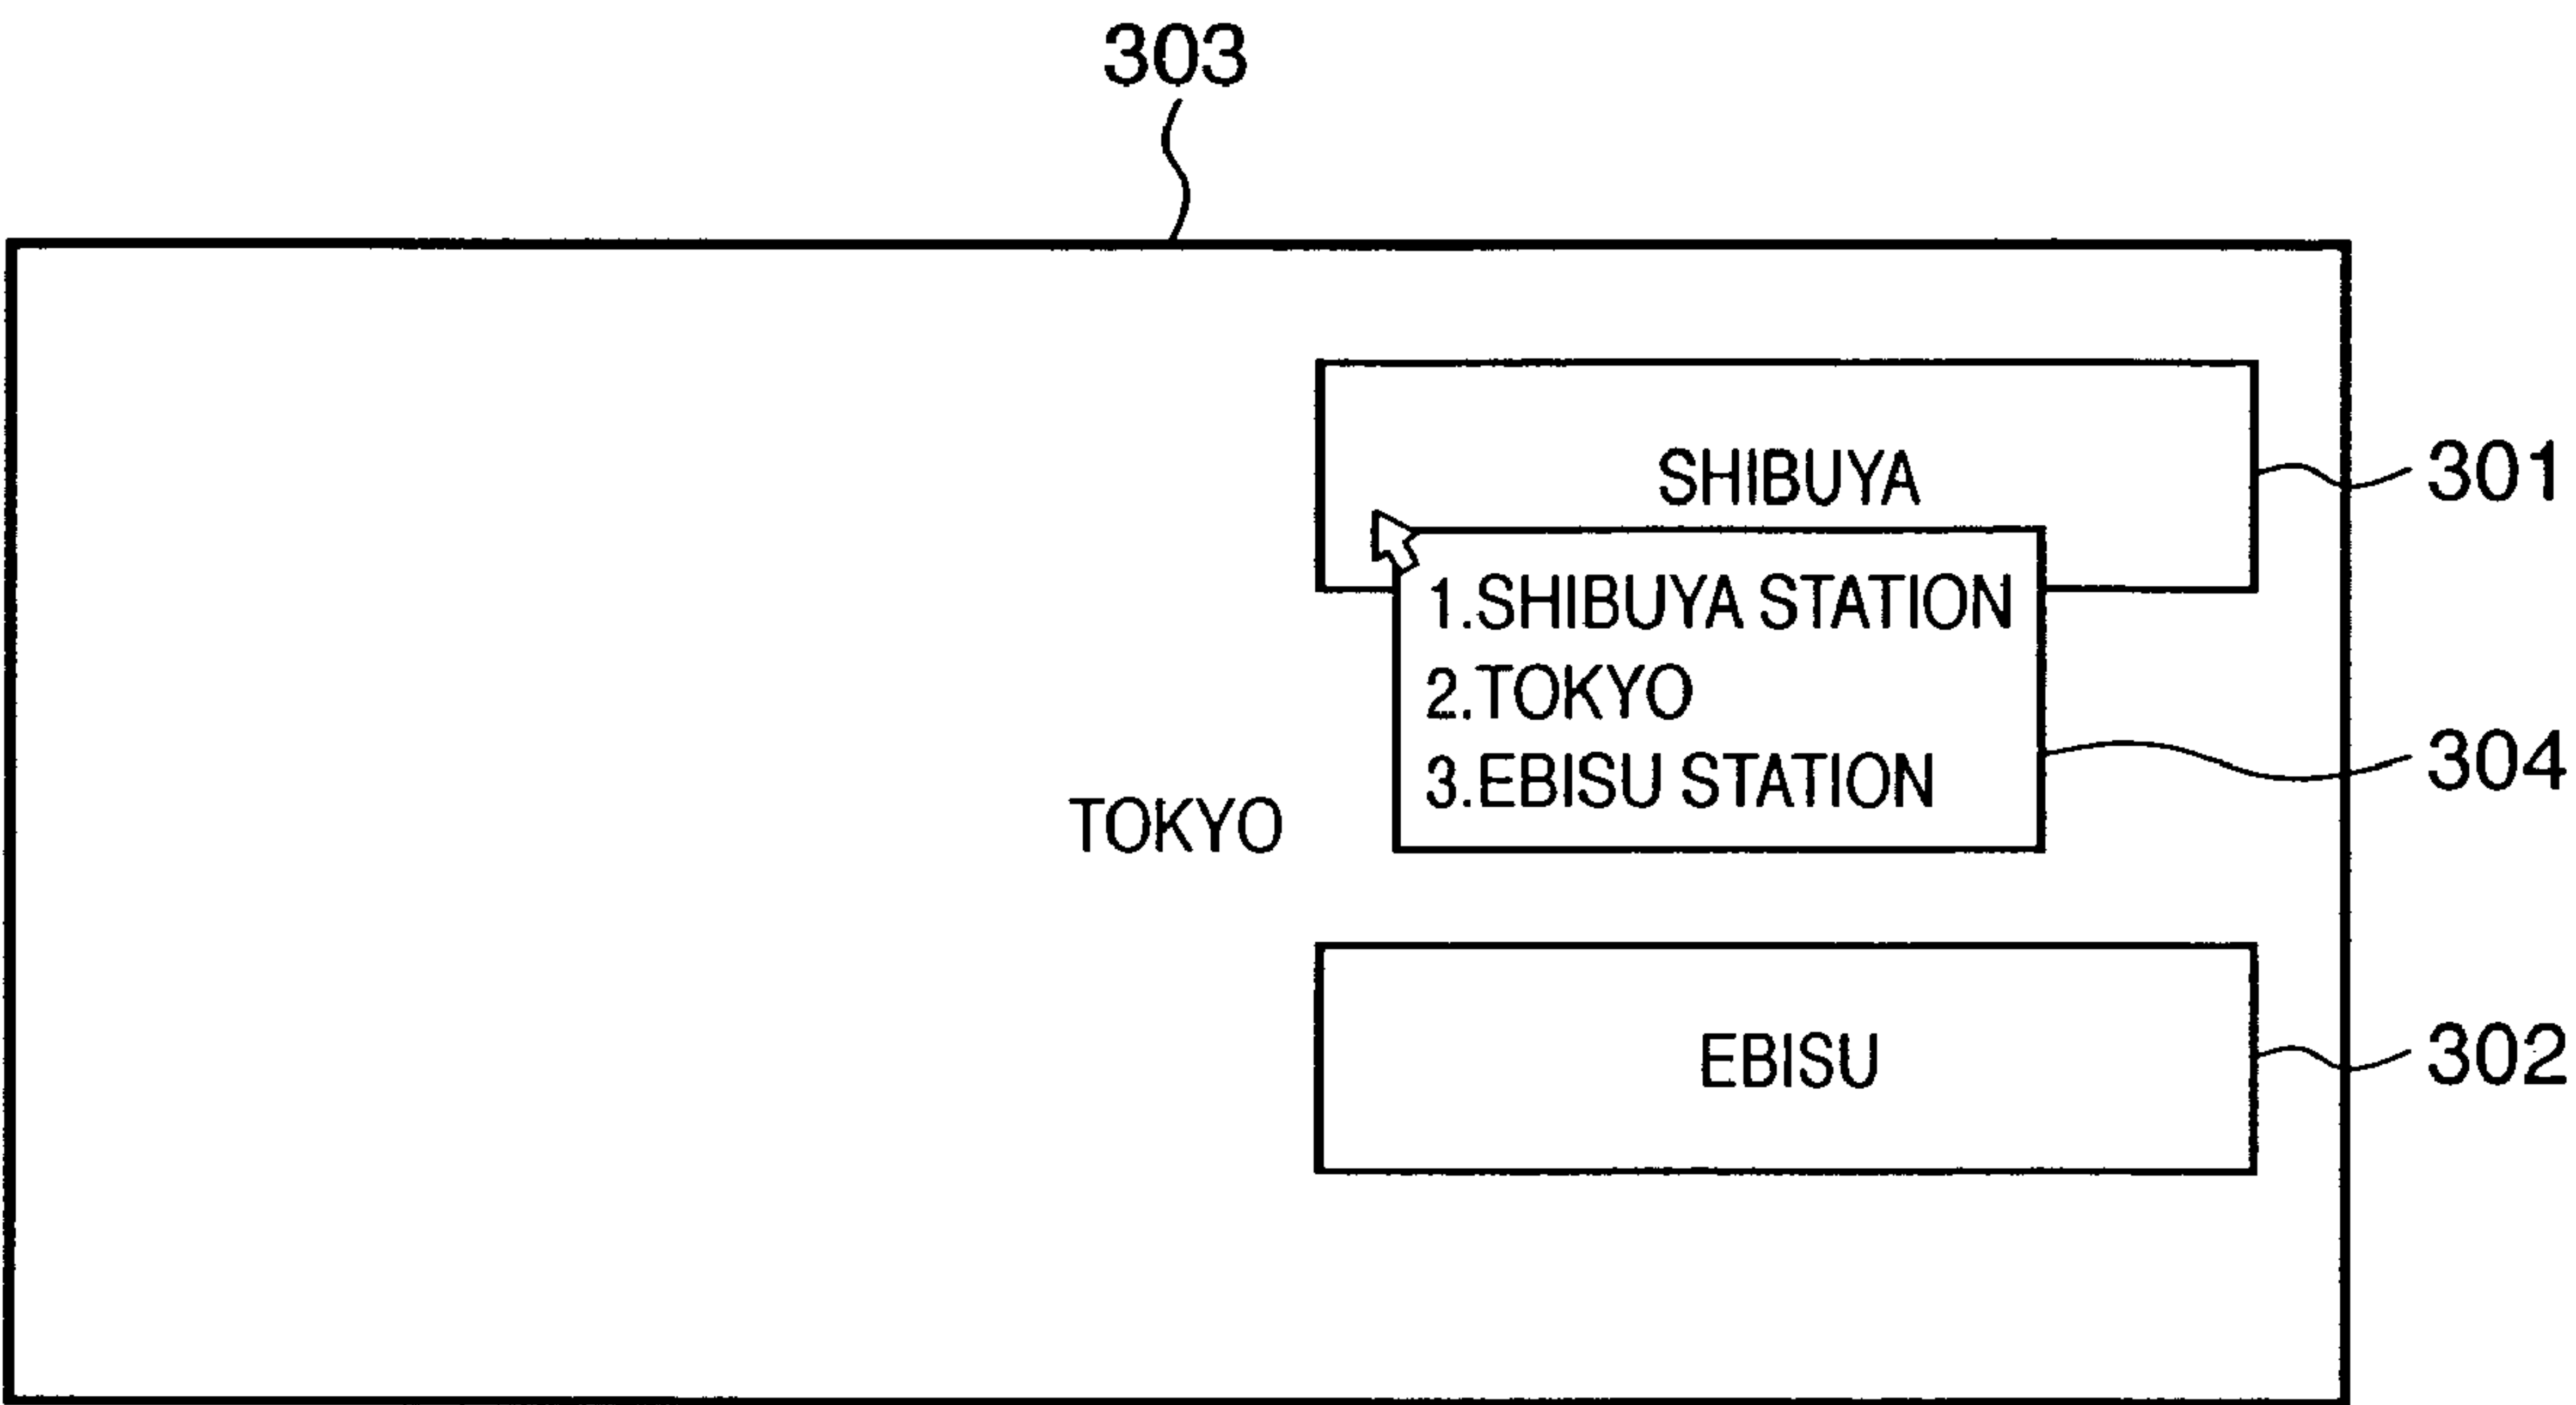 303
SHIBUYA
301
1.SHIBUYA STATION
2.TOKYO
3.EBISU STATION
304
TOKYO
EBISU
302